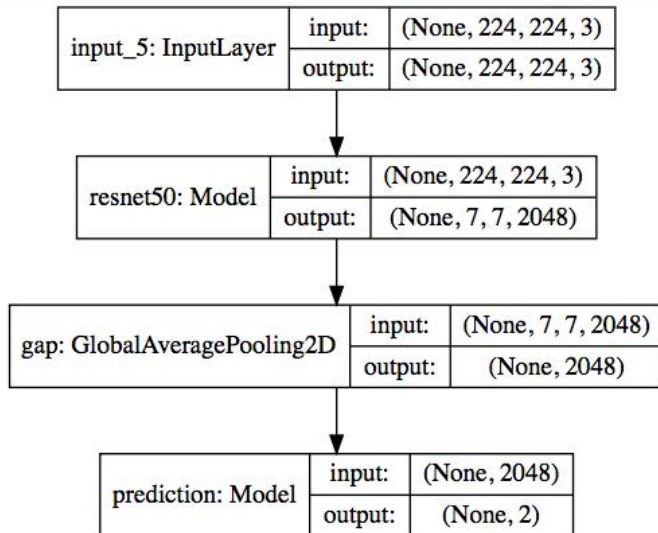 input_5: InputLayer
input: (None, 224, 224, 3)
output: (None, 224, 224, 3)
resnet50: Model
input: (None, 224, 224, 3)
output: (None, 7, 7, 2048)
gap: GlobalAveragePooling2D
input: (None, 7, 7, 2048)
output: (None, 2048)
prediction: Model
input: (None, 2048)
output: (None, 2)